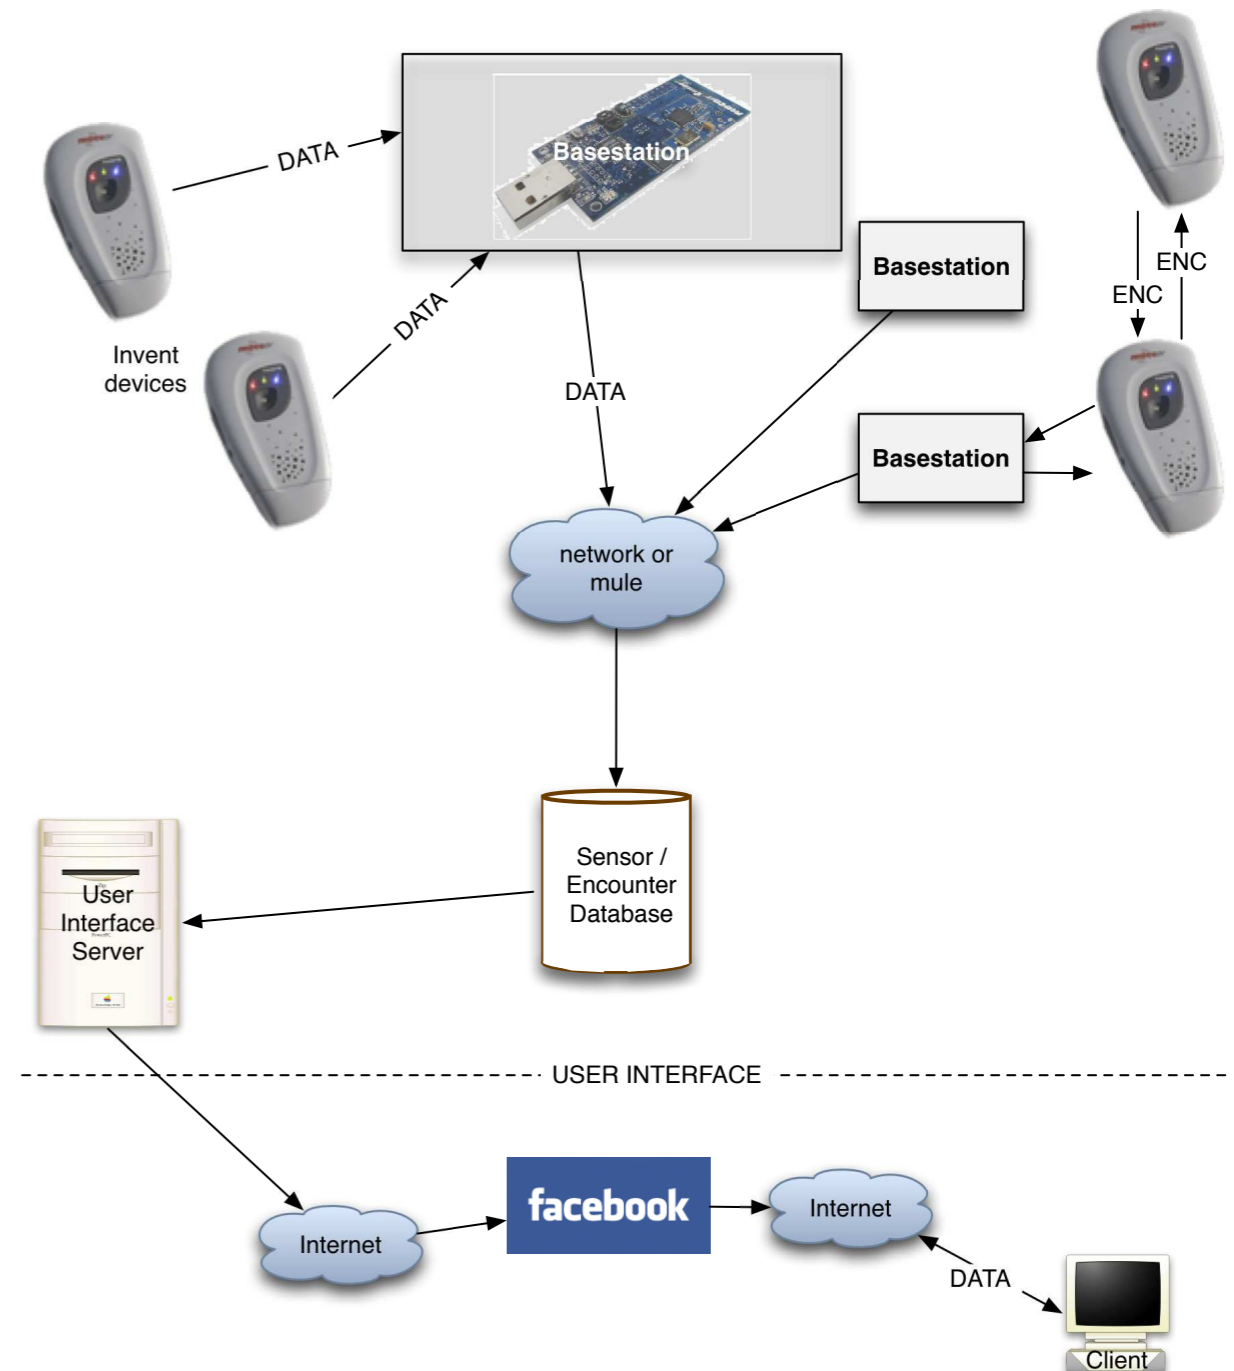 DATA
Basestation
Basestation
ENC
ENC
DATA
Invent
devices
DATA
Basestation
network or
mule
Sensor /
Encounter
Database
User
Interface
Server
USER INTERFACE
facebook
Internet
Internet
DATA
Client